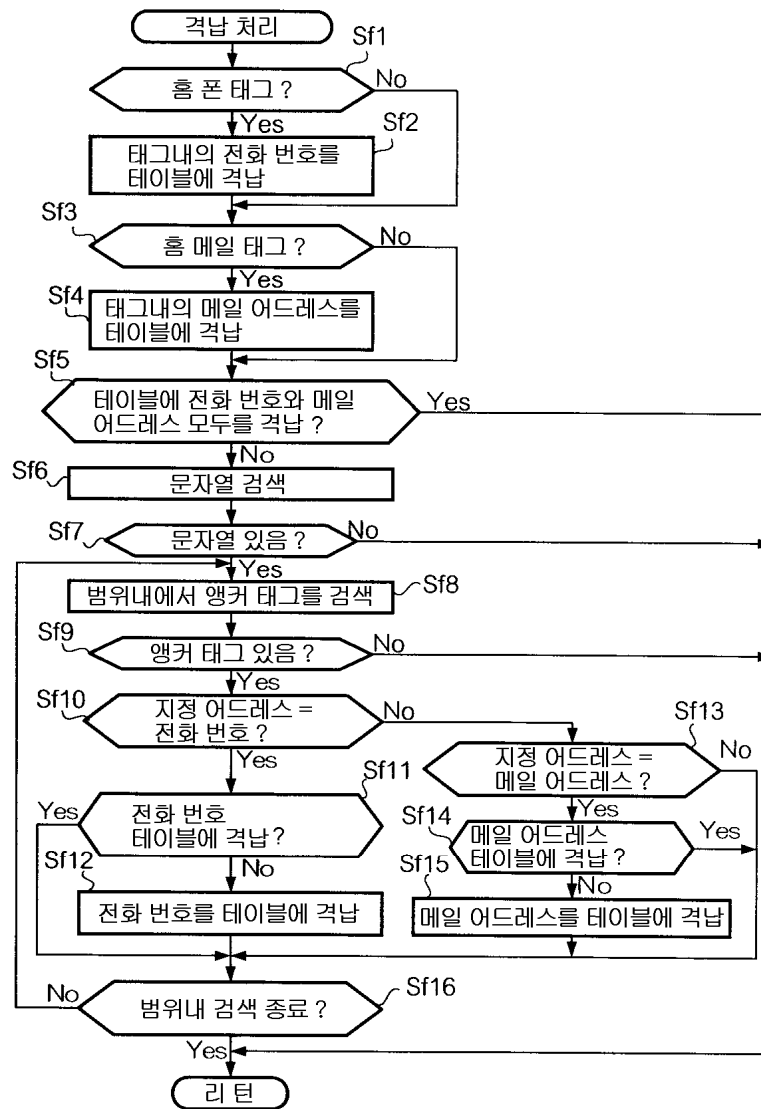 격납 처리
Sf1
홈 폰 태그 ?
No
Yes
Sf2
태그내의 전화 번호를
테이블에 격납
Sf3
홈 메일 태그 ?
No
Yes
Sf4
태그내의 메일 어드레스를
테이블에 격납
Sf5
테이블에 전화 번호와 메일
어드레스 모두를 격납 ?
Yes
No
Sf6
문자열 검색
Sf7
문자열 있음 ?
No
Yes
범위내에서 앵커 태그를 검색
Sf8
Sf9
앵커 태그 있음 ?
No
Yes
Sf10
지정 어드레스 =
전화 번호 ?
No
Yes
Sf13
지정 어드레스 =
메일 어드레스 ?
No
Yes
Sf11
전화 번호
테이블에 격납 ?
Yes
No
Sf14
메일 어드레스
테이블에 격납 ?
Yes
No
Sf12
전화 번호를 테이블에 격납
Sf15
메일 어드레스를 테이블에 격납
Sf16
범위내 검색 종료 ?
No
Yes
리 턴